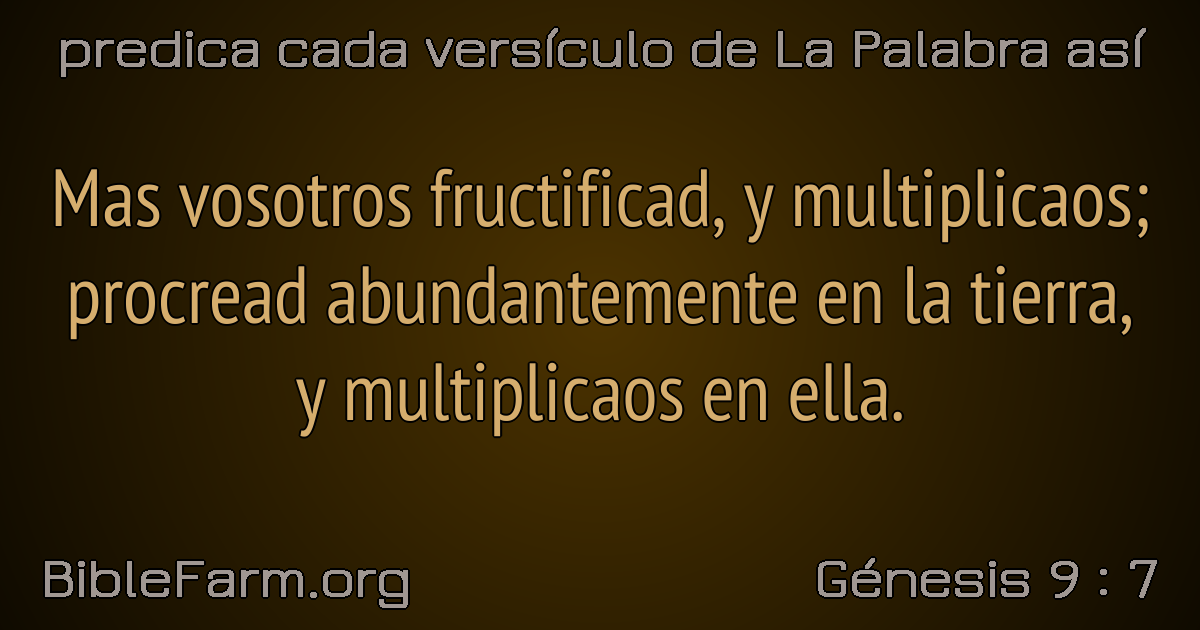 predica cada versículo de La Palabra así
Mas vosotros fructificad, y multiplicaos;
procread abundantemente en la tierra,
y multiplicaos en ella.
BibleFarm.org
Génesis 9 : 7